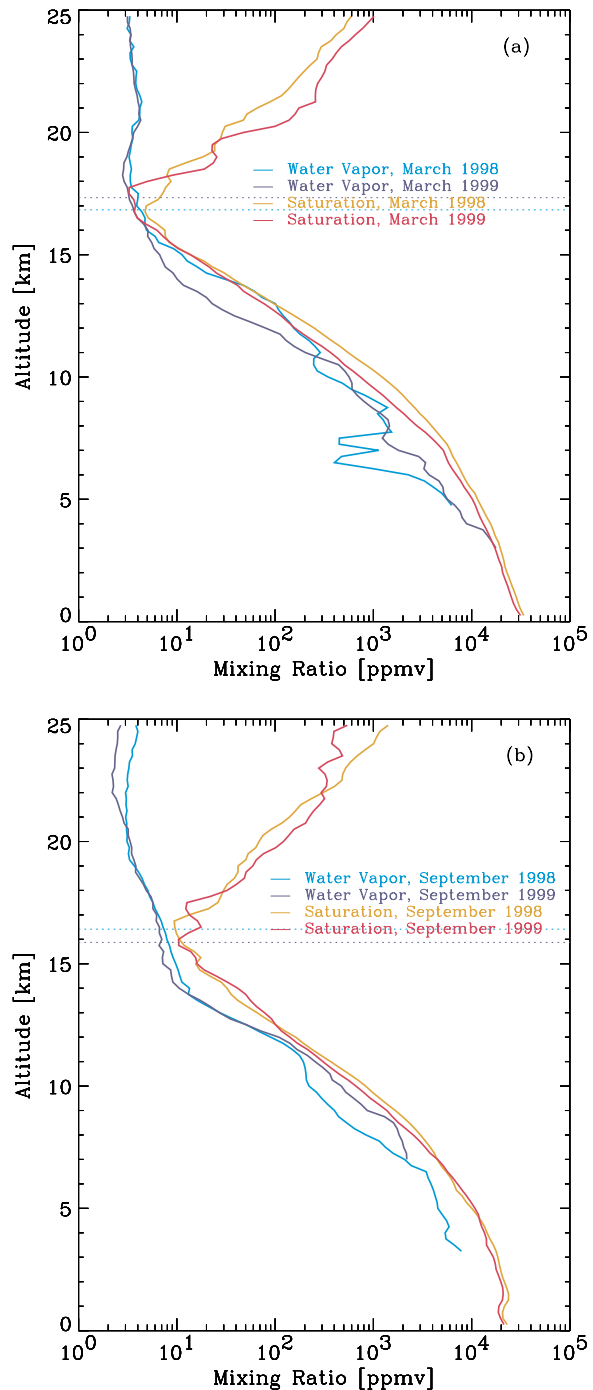 25
(a)
20
Water Vapor, March 1998
Water Vapor, March 1999
Saturation, March 1998
Saturation, March 1999
15
Altitude [km]
10
5
0
10^0 10^1 10^2 10^3 10^4 10^5
Mixing Ratio [ppmv]
25
(b)
20
Water Vapor, September 1998
Water Vapor, September 1999
Saturation, September 1998
Saturation, September 1999
15
Altitude [km]
10
5
0
10^0 10^1 10^2 10^3 10^4 10^5
Mixing Ratio [ppmv]